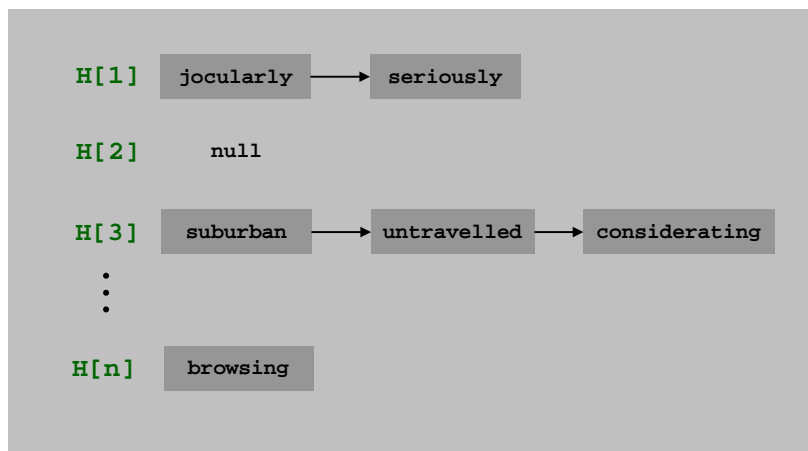 H[1] jocularly seriously
H[2] null
H[3] suburban untravelled considerating
H[n] browsing